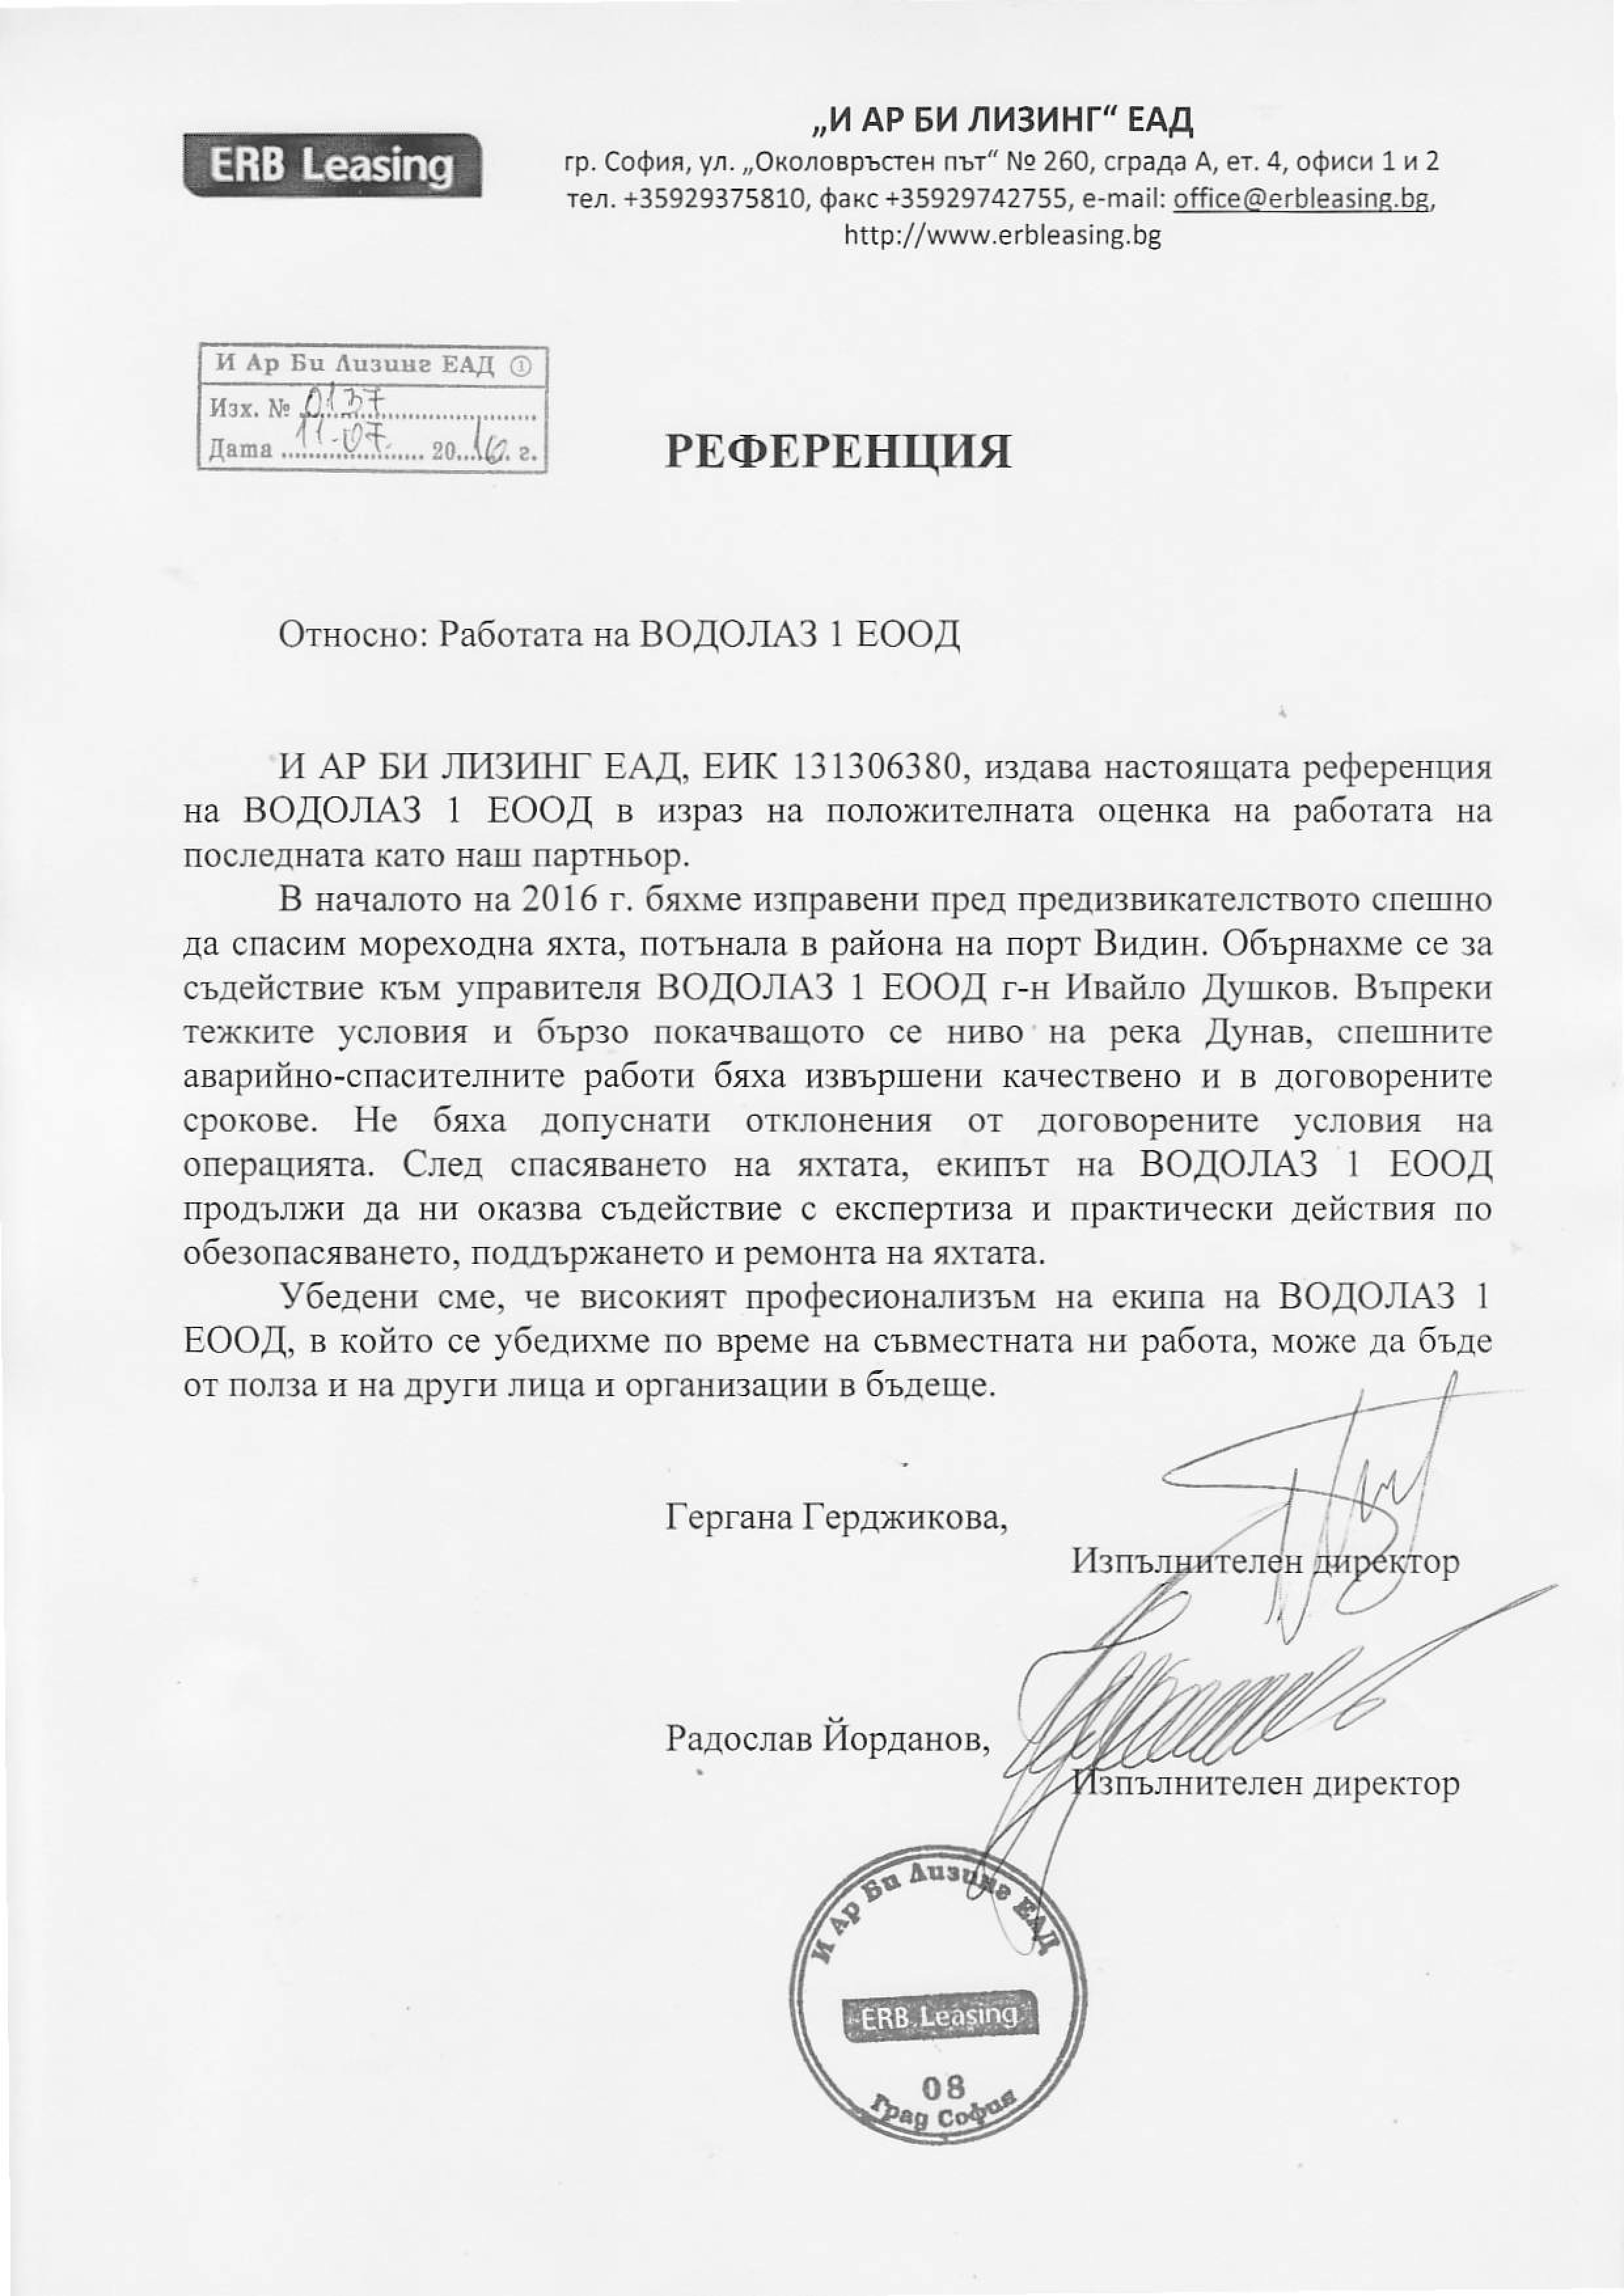 ERB Leasing
„И АР БИ ЛИЗИНГ“ ЕАД
гр. София, ул. „Околовръстен път“ № 260, сграда А, ет. 4, офиси 1 и 2
тел. +35929375810, факс +35929742755, e-mail: office@erbleasing.bg,
http://www.erbleasing.bg
И Ар Би Лизинг ЕАД ①
Изх. № 0137
Дата 11.07. 2016 г.
РЕФЕРЕНЦИЯ
Относно: Работата на ВОДОЛАЗ 1 ЕООД
И АР БИ ЛИЗИНГ ЕАД, ЕИК 131306380, издава настоящата референция
на ВОДОЛАЗ 1 ЕООД в израз на положителната оценка на работата на
последната като наш партньор.
В началото на 2016 г. бяхме изправени пред предизвикателството спешно
да спасим мореходна яхта, потънала в района на порт Видин. Обърнахме се за
съдействие към управителя ВОДОЛАЗ 1 ЕООД г-н Ивайло Душков. Въпреки
тежките условия и бързо покачващото се ниво на река Дунав, спешните
аварийно-спасителните работи бяха извършени качествено и в договорените
срокове. Не бяха допуснати отклонения от договорените условия на
операцията. След спасяването на яхтата, екипът на ВОДОЛАЗ 1 ЕООД
продължи да ни оказва съдействие с експертиза и практически действия по
обезопасяването, поддържането и ремонта на яхтата.
Убедени сме, че високият професионализъм на екипа на ВОДОЛАЗ 1
ЕООД, в който се убедихме по време на съвместната ни работа, може да бъде
от полза и на други лица и организации в бъдеще.
Гергана Герджикова,
Изпълнителен директор
Радослав Йорданов,
Изпълнителен директор
И Ар Би Лизинг ЕАД
ERB Leasing
08
Град София